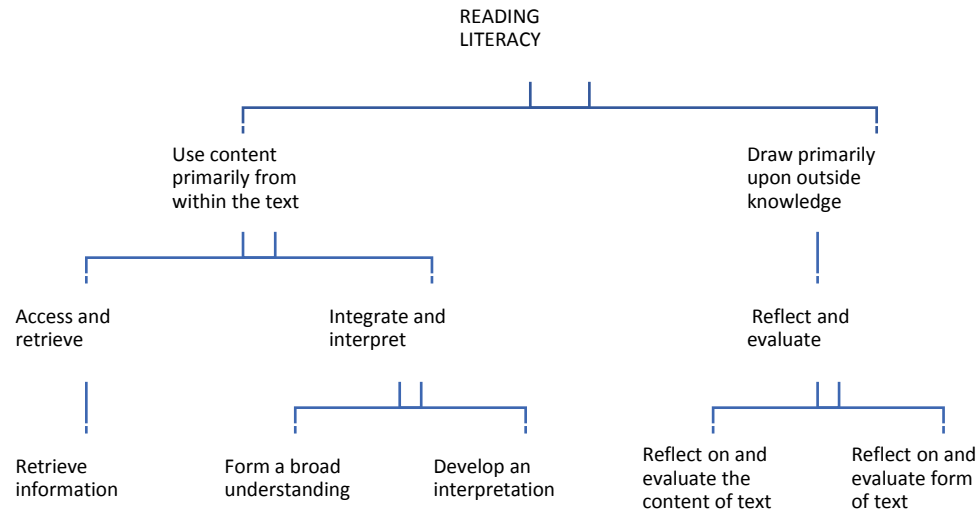 READING
LITERACY
Use content
primarily from
within the text
Draw primarily
upon outside
knowledge
Access and
retrieve
Integrate and
interpret
Reflect and
evaluate
Retrieve
information
Form a broad
understanding
Develop an
interpretation
Reflect on and
evaluate the
content of text
Reflect on and
evaluate form
of text